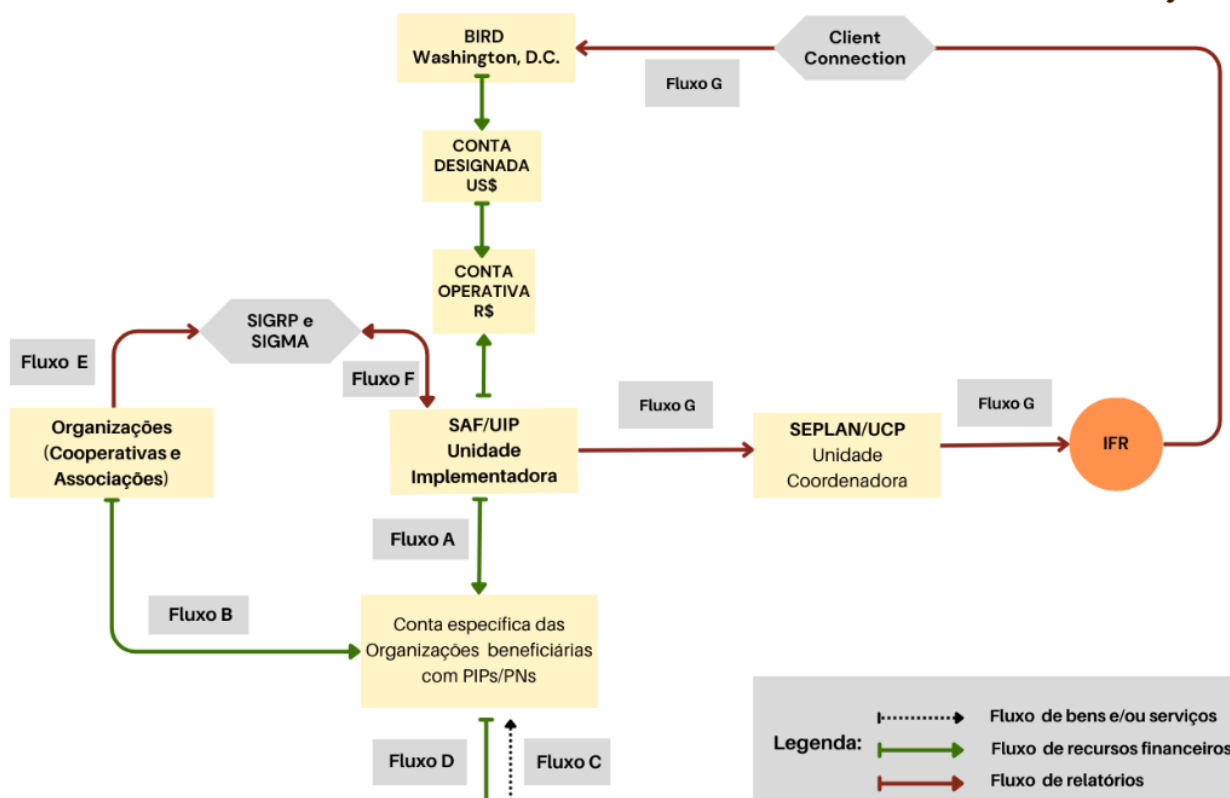 BIRD
Washington, D.C.
Client
Connection
Fluxo G
CONTA
DESIGNADA
US$
CONTA
OPERATIVA
R$
SIGRP e
SIGMA
Fluxo E
Fluxo F
Organizações
(Cooperativas e
Associações)
SAF/UIP
Unidade
Implementadora
Fluxo G
SEPLAN/UCP
Unidade
Coordenadora
Fluxo G
IFR
Fluxo A
Fluxo B
Conta específica das
Organizações beneficiárias
com PIPs/PNs
Fluxo D
Fluxo C
Legenda:
Fluxo de bens e/ou serviços
Fluxo de recursos financeiros
Fluxo de relatórios